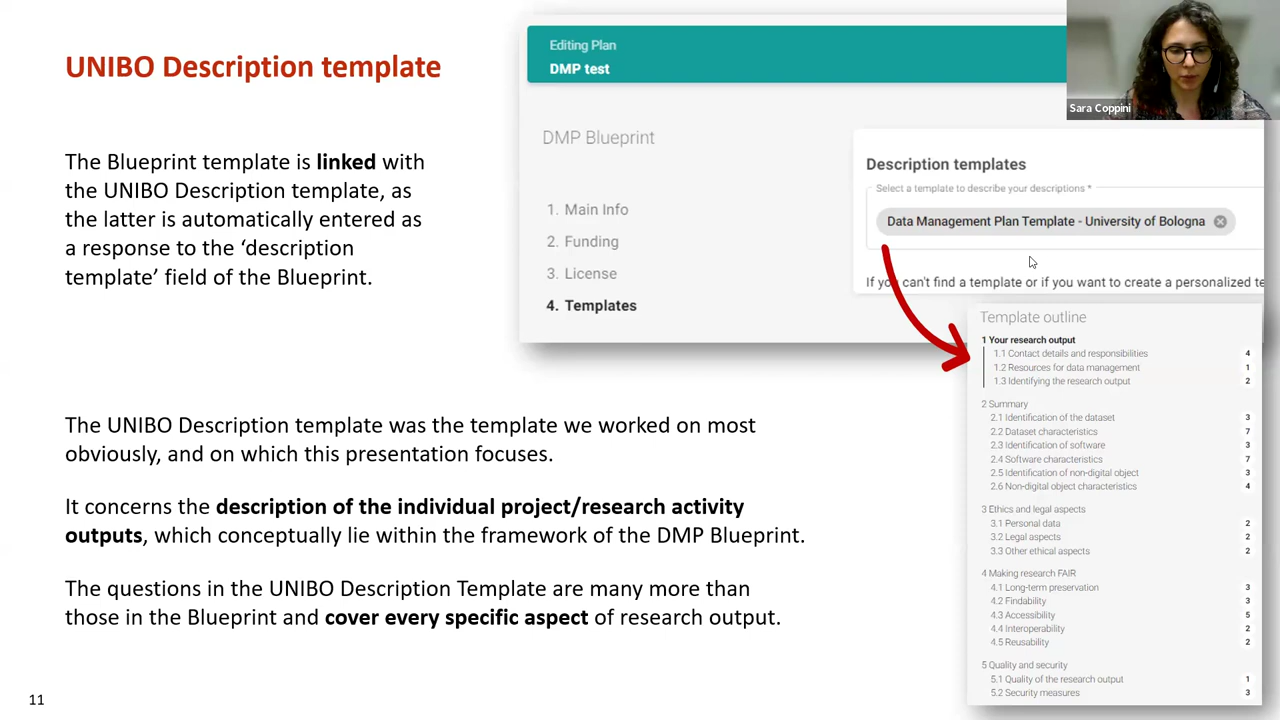 UNIBO Description template
The Blueprint template is linked with
the UNIBO Description template, as
the latter is automatically entered as
a response to the ‘description
template’ field of the Blueprint.
Editing Plan
DMP test
DMP Blueprint
1. Main Info
2. Funding
3. License
4. Templates
Sara Coppini
Description templates
Select a template to describe your descriptions *
Data Management Plan Template - University of Bologna
If you can't find a template or if you want to create a personalized te
Template outline
1 Your research output
1.1 Contact details and responsibilities 4
1.2 Resources for data management 1
1.3 Identifying the research output 2
2 Summary
2.1 Identification of the dataset 3
2.2 Dataset characteristics 7
2.3 Identification of software 3
2.4 Software characteristics 7
2.5 Identification of non-digital object 3
2.6 Non-digital object characteristics 4
3 Ethics and legal aspects
3.1 Personal data 2
3.2 Legal aspects 2
3.3 Other ethical aspects 2
4 Making research FAIR
4.1 Long-term preservation 3
4.2 Findability 3
4.3 Accessibility 5
4.4 Interoperability 2
4.5 Reusability 2
5 Quality and security
5.1 Quality of the research output 1
5.2 Security measures 3
The UNIBO Description template was the template we worked on most
obviously, and on which this presentation focuses.
It concerns the description of the individual project/research activity
outputs, which conceptually lie within the framework of the DMP Blueprint.
The questions in the UNIBO Description Template are many more than
those in the Blueprint and cover every specific aspect of research output.
11